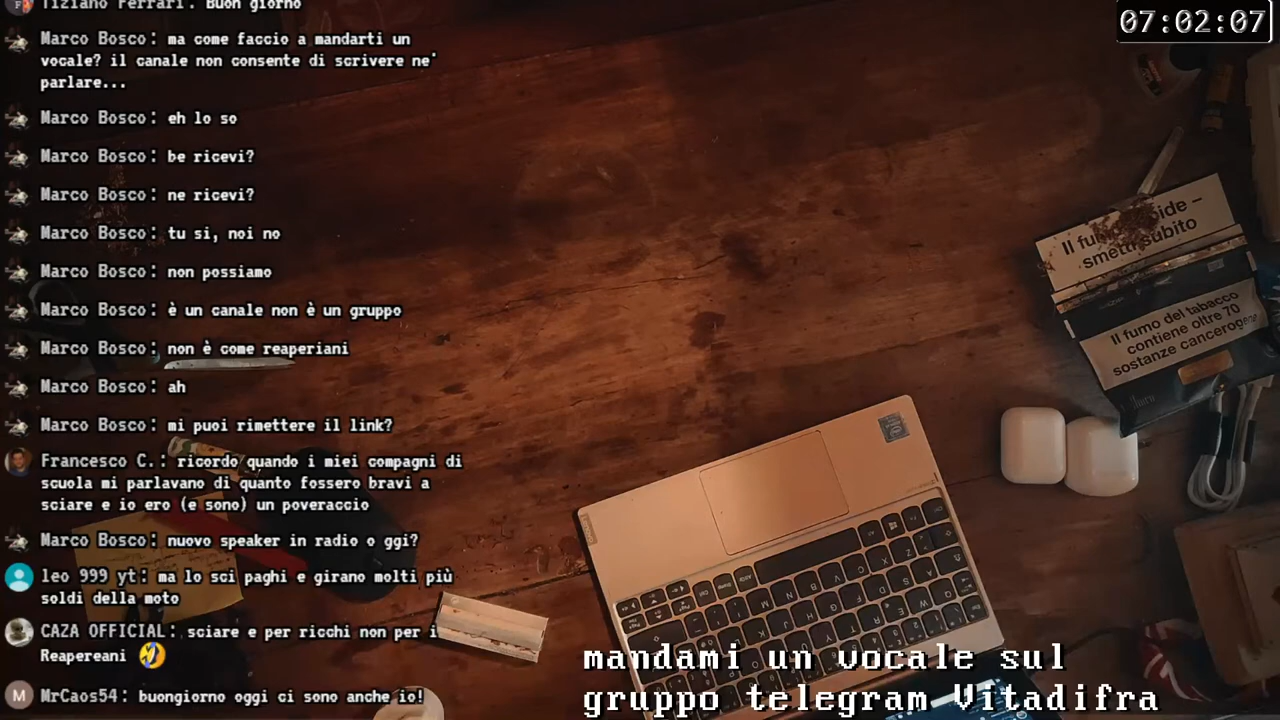 Tiziano Ferrari: Buon giorno
Marco Bosco: ma come faccio a mandarti un
vocale? il canale non consente di scrivere ne'
parlare...
Marco Bosco: eh lo so
Marco Bosco: be ricevi?
Marco Bosco: ne ricevi?
Marco Bosco: tu si, noi no
Marco Bosco: non possiamo
Marco Bosco: è un canale non è un gruppo
Marco Bosco: non è come reaperiani
Marco Bosco: ah
Marco Bosco: mi puoi rimettere il link?
Francesco C.: ricordo quando i miei compagni di
scuola mi parlavano di quanto fossero bravi a
sciare e io ero (e sono) un poveraccio
Marco Bosco: nuovo speaker in radio o ggi?
leo 999 yt: ma lo sci paghi e girano molti più
soldi della moto
CAZA OFFICIAL: sciare e per ricchi non per i
Reapereani 🤣
M MrCaos54: buongiorno oggi ci sono anche io!
07:02:07
Il fumo
smetti subito
Il fumo del tabacco
contiene oltre 70
sostanze cancerogene
mandami un vocale sul
gruppo telegram Vitadifra